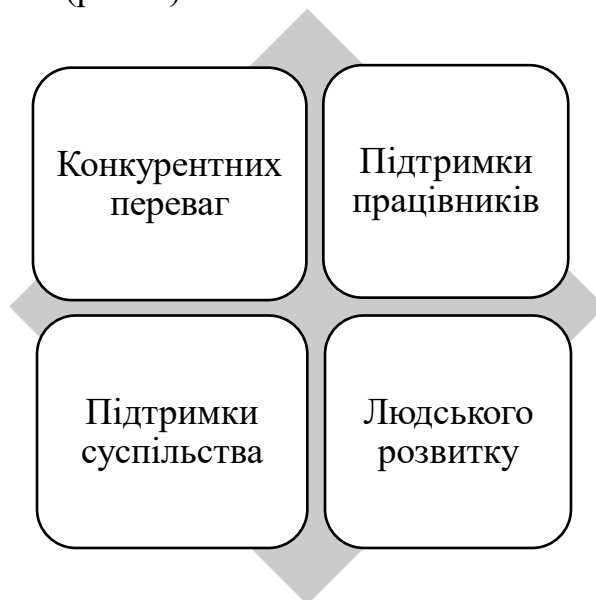 Конкурентних
переваг
Підтримки
працівників
Підтримки
суспільства
Людського
розвитку